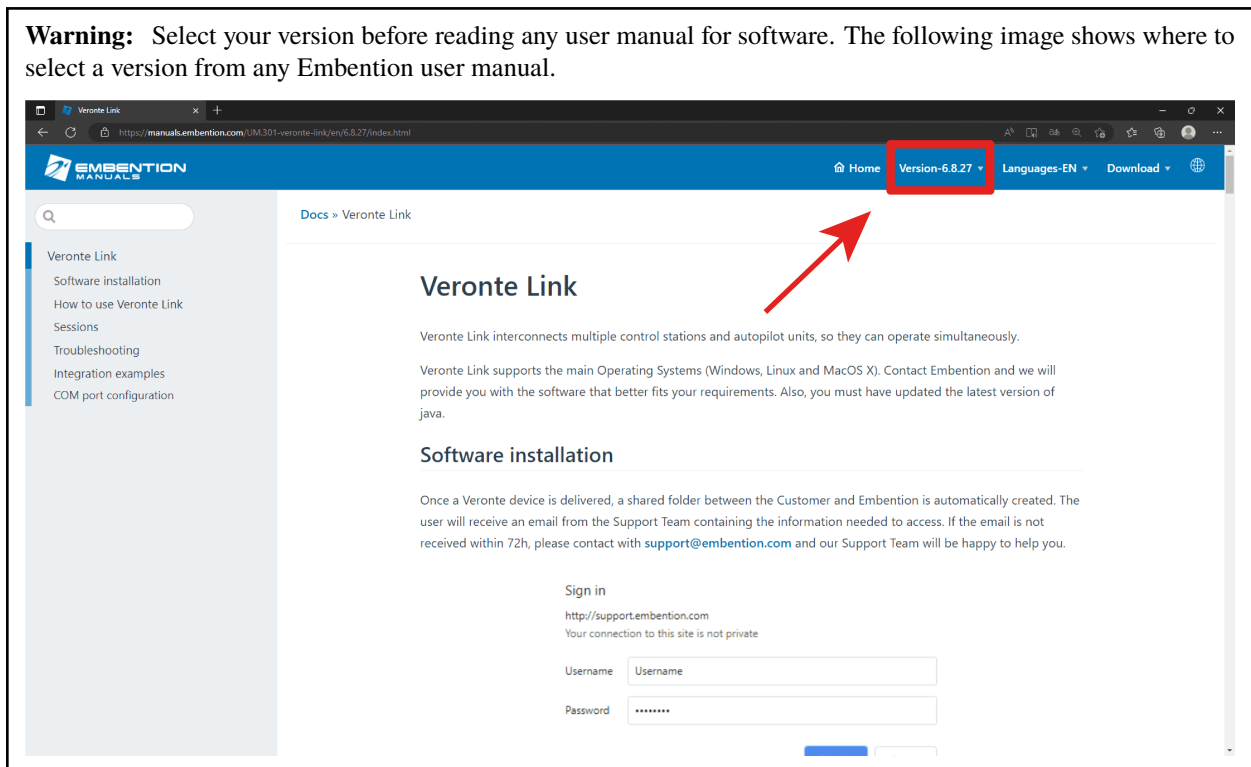 Warning: Select your version before reading any user manual for software. The following image shows where to
select a version from any Embention user manual.
Veronte Link
https://manuals.embention.com/UM.301-veronte-link/en/6.8.27/index.html
EMBENTION
MANUALS
Home
Version-6.8.27
Languages-EN
Download
Docs » Veronte Link
Veronte Link
Software installation
How to use Veronte Link
Sessions
Troubleshooting
Integration examples
COM port configuration
Veronte Link
Veronte Link interconnects multiple control stations and autopilot units, so they can operate simultaneously.
Veronte Link supports the main Operating Systems (Windows, Linux and MacOS X). Contact Embention and we will
provide you with the software that better fits your requirements. Also, you must have updated the latest version of
java.
Software installation
Once a Veronte device is delivered, a shared folder between the Customer and Embention is automatically created. The
user will receive an email from the Support Team containing the information needed to access. If the email is not
received within 72h, please contact with support@embention.com and our Support Team will be happy to help you.
Sign in
http://support.embention.com
Your connection to this site is not private
Username Username
Password ••••••••